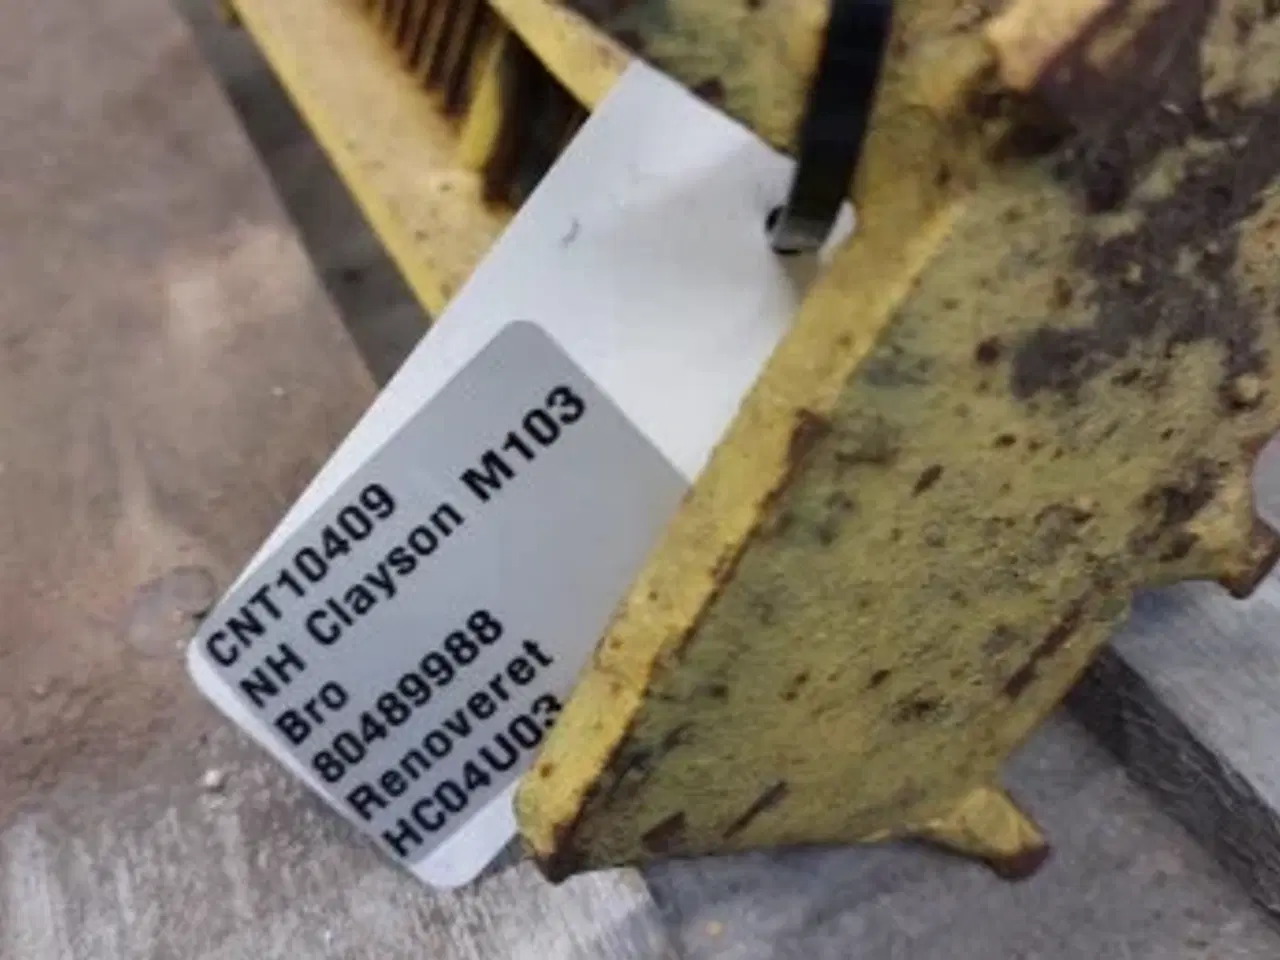 CNT10409
NH Clayson M103
Bro
80489988
Renoveret
HC04U03